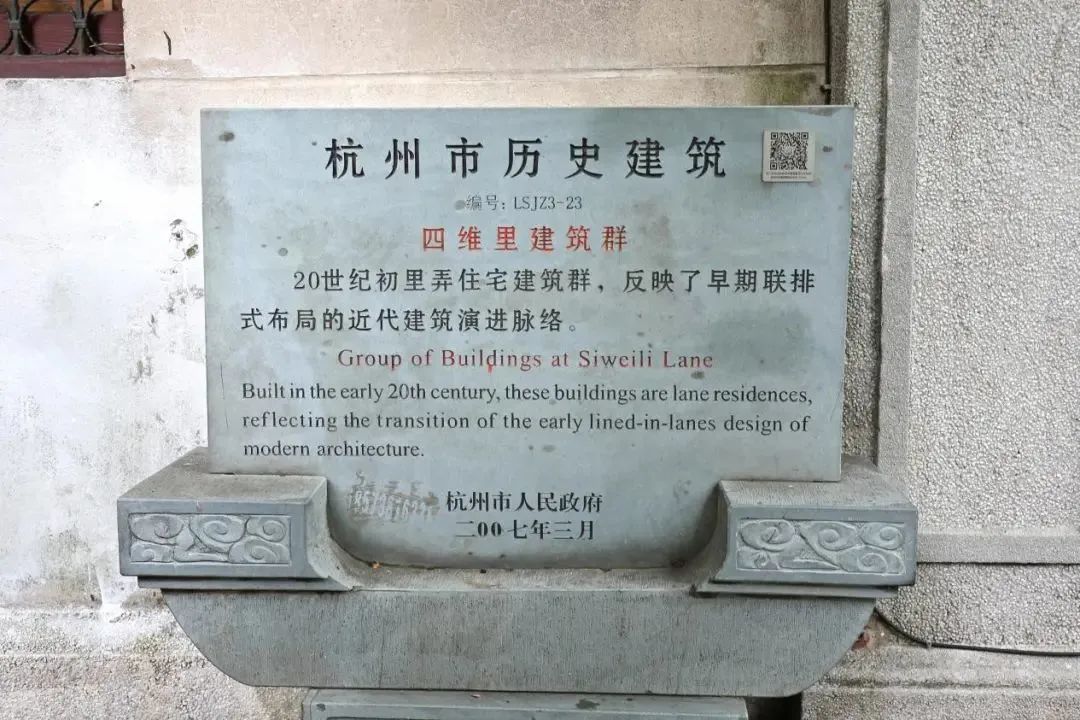 杭州市历史建筑
编号：LSJZ3-23
四维里建筑群
20世纪初里弄住宅建筑群，反映了早期联排
式布局的近代建筑演进脉络。
Group of Buildings at Siweili Lane
Built in the early 20th century, these buildings are lane residences,
reflecting the transition of the early lined-in-lanes design of
modern architecture.
杭州市人民政府
二00七年三月